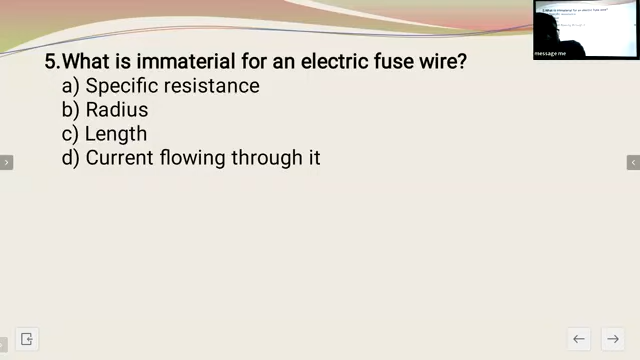 5.What is immaterial for an electric fuse wire?
a) Specific resistance
b) Radius
c) Length
d) Current flowing through it
message me